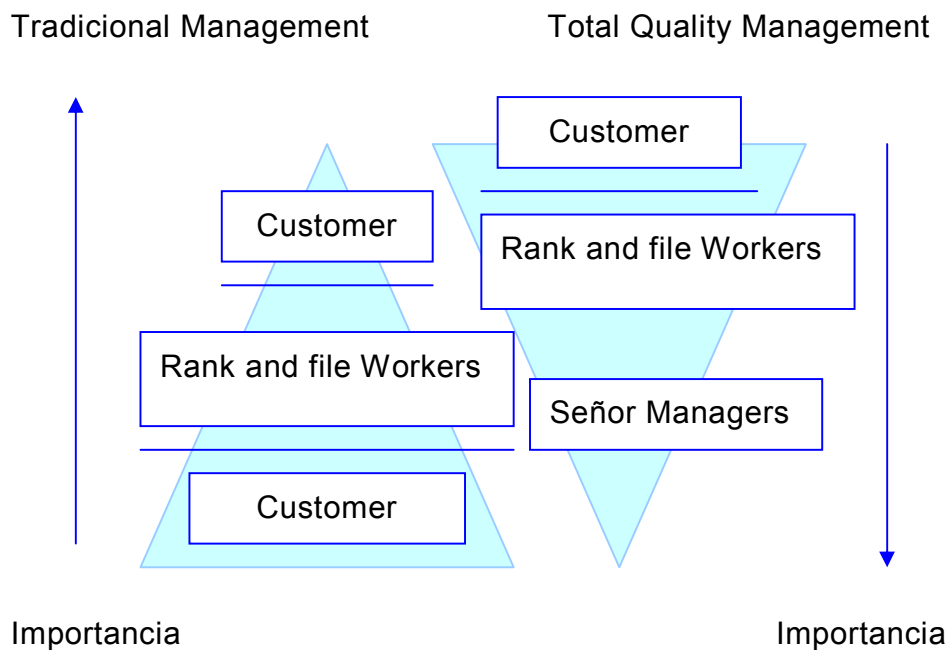 Tradicional Management
Total Quality Management
Customer
Customer
Rank and file Workers
Rank and file Workers
Señor Managers
Customer
Importancia
Importancia